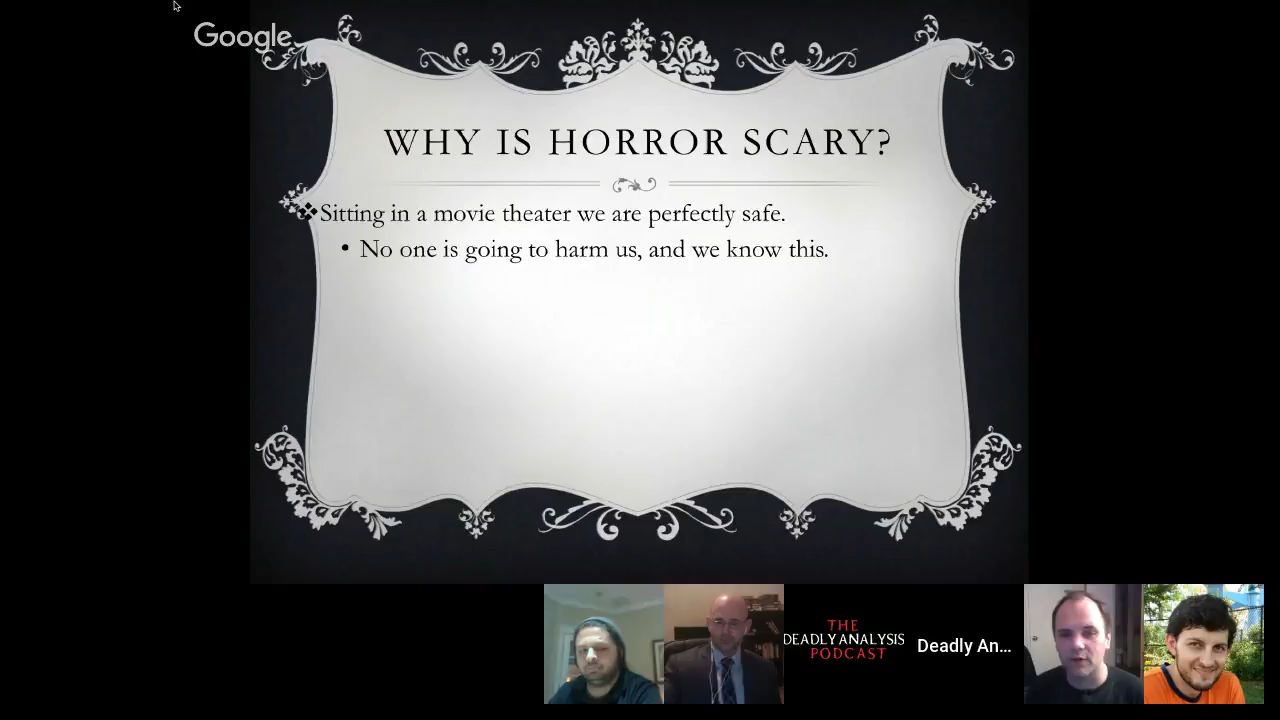 Google
WHY IS HORROR SCARY?
Sitting in a movie theater we are perfectly safe.
• No one is going to harm us, and we know this.
THE
DEADLY ANALYSIS
PODCAST
Deadly An...